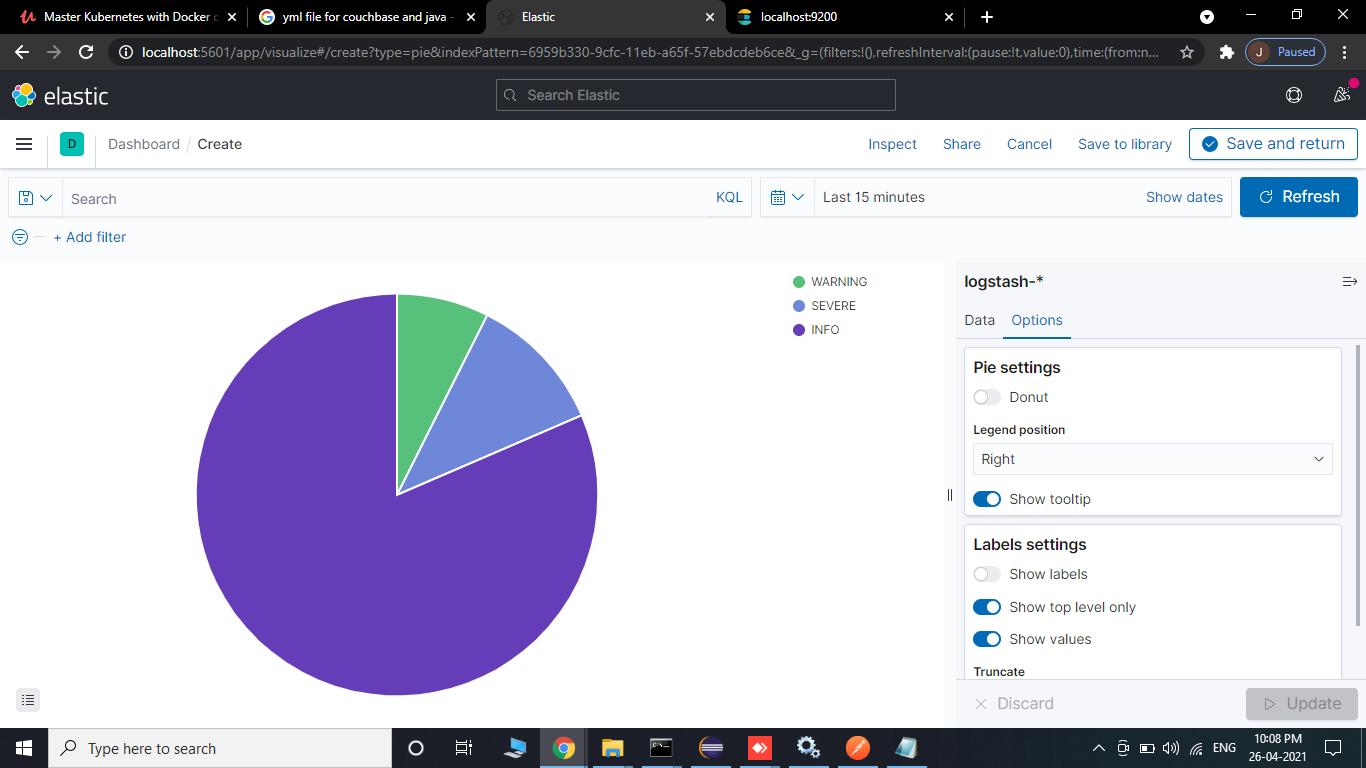 Master Kubernetes with Docker
yml file for couchbase and java -
Elastic
localhost:9200
localhost:5601/app/visualize#/create?type=pie&indexPattern=6959b330-9cfc-11eb-a65f-57ebdcdeb6ce&_g=(filters:!(),refreshInterval:(pause:!t,value:0),time:(from:n...
J Paused
elastic
Search Elastic
D
Dashboard / Create
Inspect
Share
Cancel
Save to library
Save and return
Search
KQL
Last 15 minutes
Show dates
Refresh
+ Add filter
WARNING
SEVERE
INFO
logstash-*
Data
Options
Pie settings
Donut
Legend position
Right
Show tooltip
Labels settings
Show labels
Show top level only
Show values
Truncate
Discard
Update
Type here to search
ENG
10:08 PM
26-04-2021